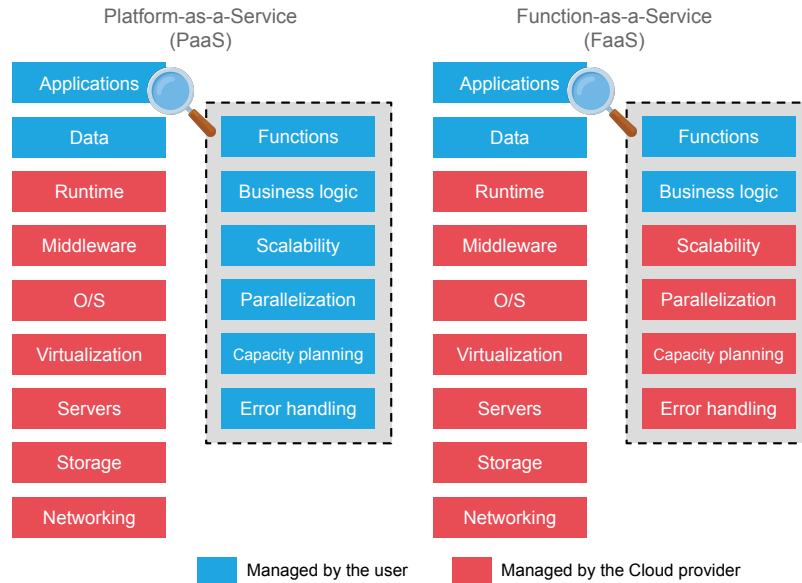 Platform-as-a-Service
(PaaS)
Applications
Data
Runtime
Middleware
O/S
Virtualization
Servers
Storage
Networking
Functions
Business logic
Scalability
Parallelization
Capacity planning
Error handling
Function-as-a-Service
(FaaS)
Applications
Data
Runtime
Middleware
O/S
Virtualization
Servers
Storage
Networking
Functions
Business logic
Scalability
Parallelization
Capacity planning
Error handling
Managed by the user
Managed by the Cloud provider